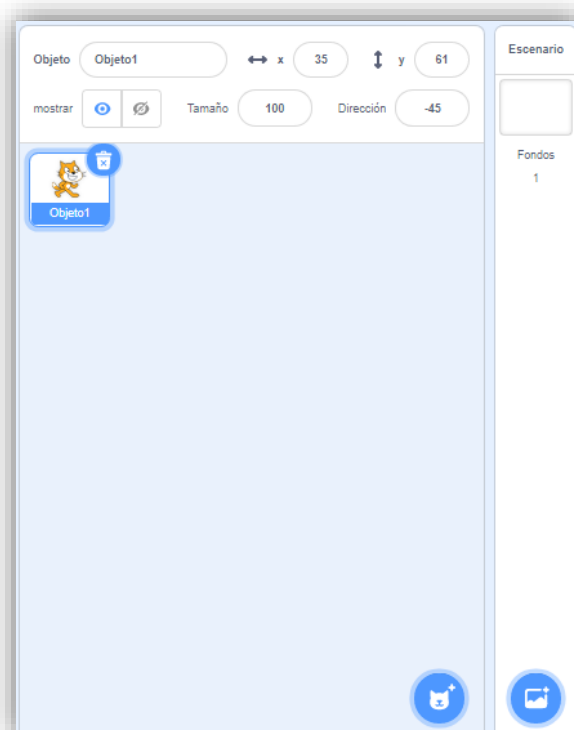 Objeto Objeto1 x 35 y 61
mostrar Tamaño 100 Dirección -45
Objeto1
Escenario
Fondos
1